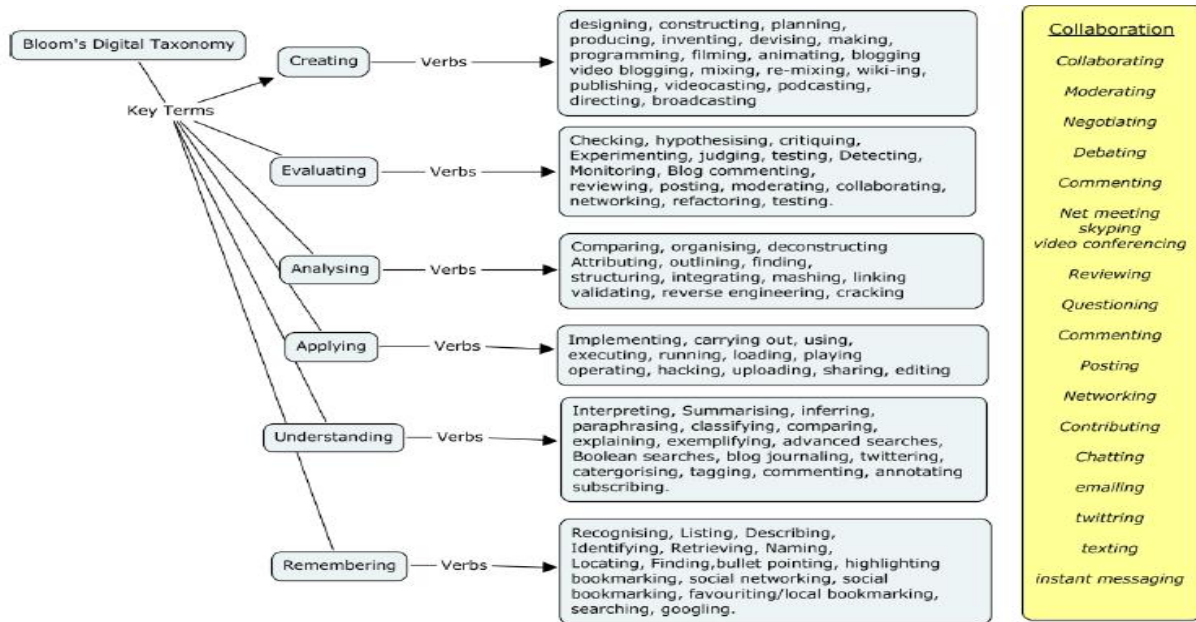 Bloom's Digital Taxonomy
Key Terms
Creating
Verbs
designing, constructing, planning,
producing, inventing, devising, making,
programming, filming, animating, blogging
video blogging, mixing, re-mixing, wiki-ing,
publishing, videocasting, podcasting,
directing, broadcasting
Evaluating
Verbs
Checking, hypothesising, critiquing,
Experimenting, judging, testing, Detecting,
Monitoring, Blog commenting,
reviewing, posting, moderating, collaborating,
networking, refactoring, testing.
Analysing
Verbs
Comparing, organising, deconstructing
Attributing, outlining, finding,
structuring, integrating, mashing, linking
validating, reverse engineering, cracking
Applying
Verbs
Implementing, carrying out, using,
executing, running, loading, playing
operating, hacking, uploading, sharing, editing
Understanding
Verbs
Interpreting, Summarising, inferring,
paraphrasing, classifying, comparing,
explaining, exemplifying, advanced searches,
Boolean searches, blog journaling, twittering,
catergorising, tagging, commenting, annotating
subscribing.
Remembering
Verbs
Recognising, Listing, Describing,
Identifying, Retrieving, Naming,
Locating, Finding,bullet pointing, highlighting
bookmarking, social networking, social
bookmarking, favouriting/local bookmarking,
searching, googling.
Collaboration
Collaborating
Moderating
Negotiating
Debating
Commenting
Net meeting
skyping
video conferencing
Reviewing
Questioning
Commenting
Posting
Networking
Contributing
Chatting
emailing
twittring
texting
instant messaging